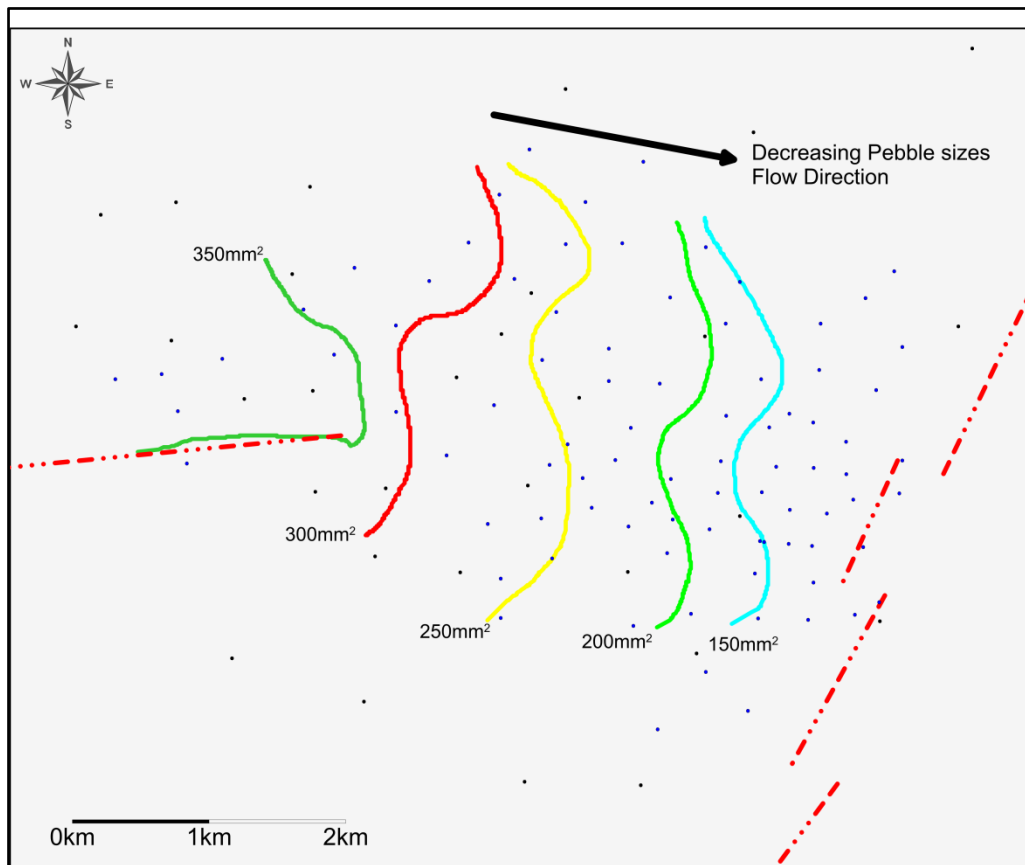 N
W E
S
Decreasing Pebble sizes
Flow Direction
350mm²
300mm²
250mm²
200mm²
150mm²
0km 1km 2km